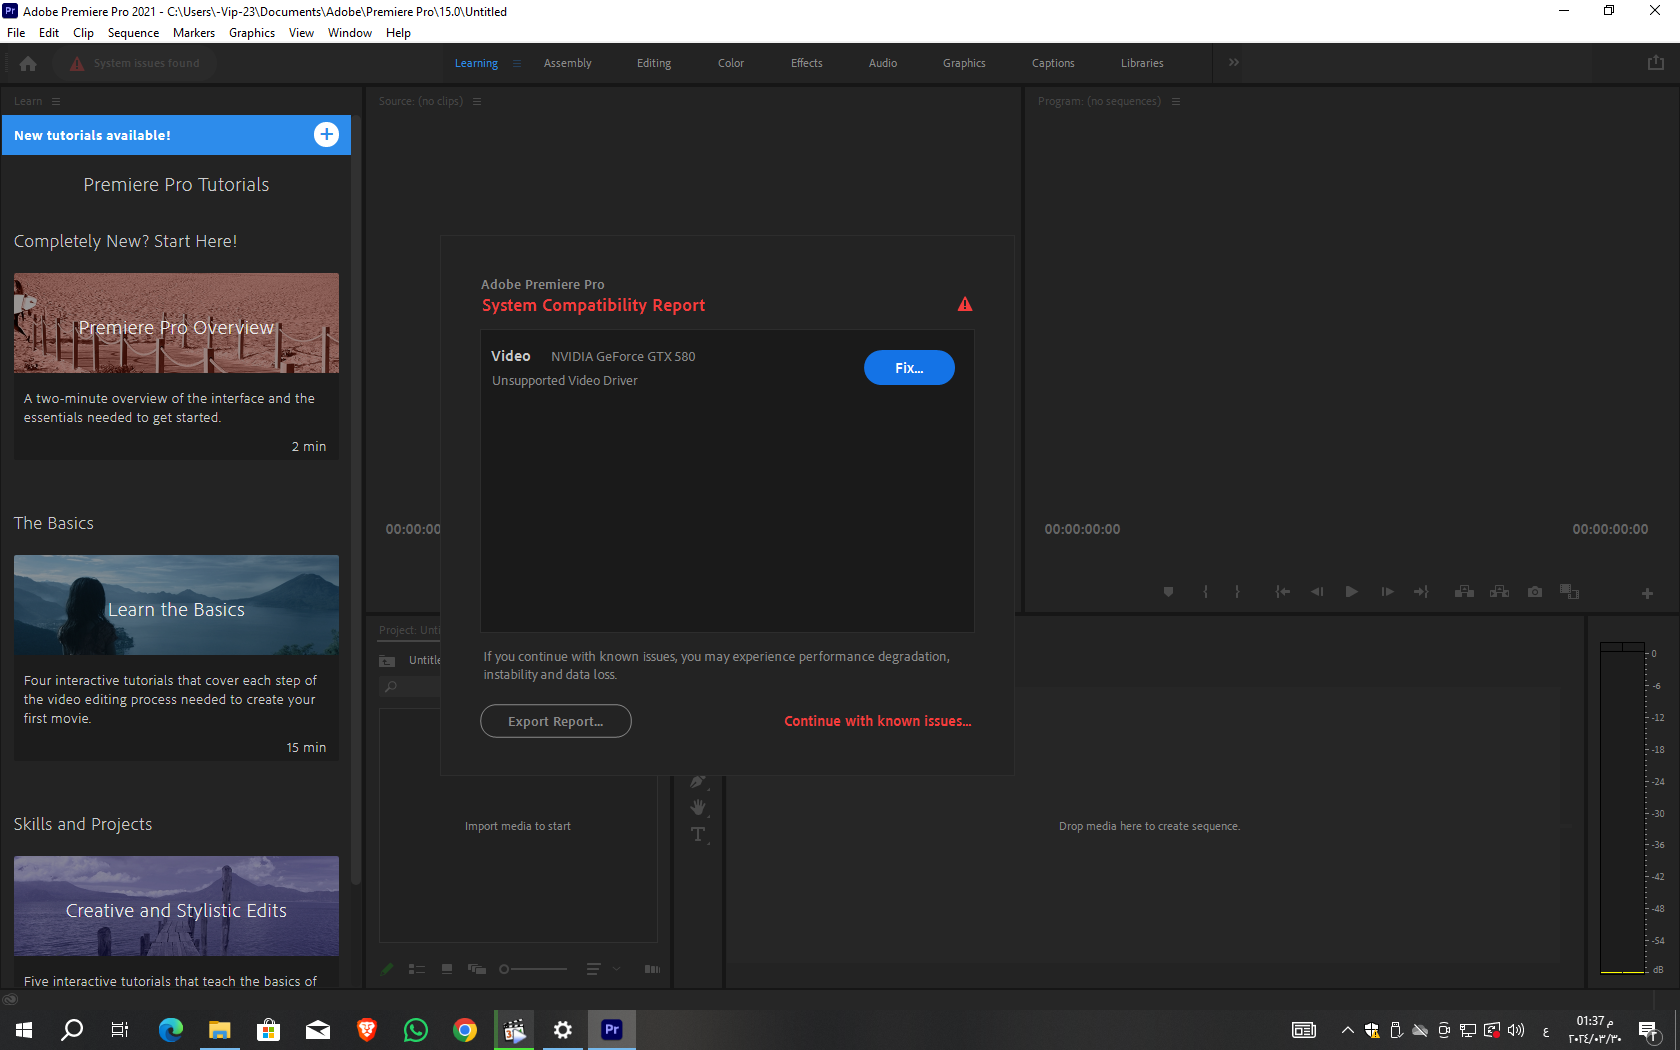 Adobe Premiere Pro 2021 - C:\Users\-Vip-23\Documents\Adobe\Premiere Pro\15.0\Untitled
File Edit Clip Sequence Markers Graphics View Window Help
System issues found
Learning Assembly Editing Color Effects Audio Graphics Captions Libraries
Learn
Source: (no clips)
Program: (no sequences)
New tutorials available!
Premiere Pro Tutorials
Completely New? Start Here!
Premiere Pro Overview
A two-minute overview of the interface and the
essentials needed to get started.
2 min
The Basics
Learn the Basics
Four interactive tutorials that cover each step of
the video editing process needed to create your
first movie.
15 min
Skills and Projects
Creative and Stylistic Edits
Five interactive tutorials that teach the basics of
Adobe Premiere Pro
System Compatibility Report
Video NVIDIA GeForce GTX 580
Unsupported Video Driver
Fix...
If you continue with known issues, you may experience performance degradation,
instability and data loss.
Export Report...
Continue with known issues...
00:00:00
00:00:00:00
00:00:00:00
Project: Unti
Untitle
Import media to start
Drop media here to create sequence.
0
-6
-12
-18
-24
-30
-36
-42
-48
-54
dB
ع
01:37 م
٢٠٢٤/٠٣/٣٠